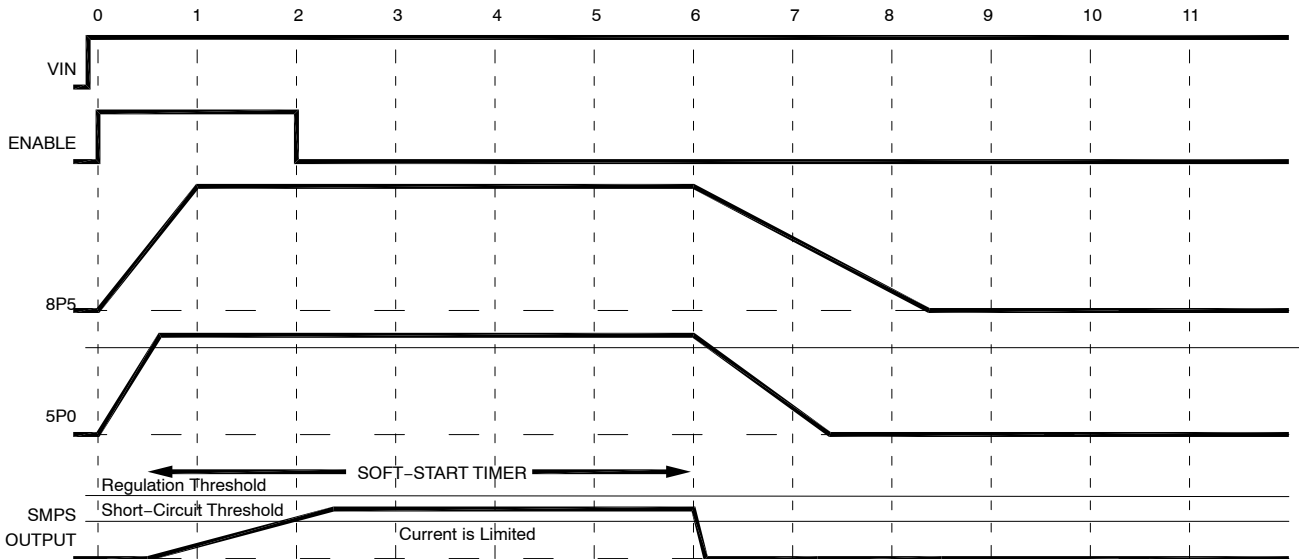 0 1 2 3 4 5 6 7 8 9 10 11
VIN
ENABLE
8P5
5P0
SOFT−START TIMER
Regulation Threshold
Short−Circuit Threshold
SMPS
OUTPUT
Current is Limited